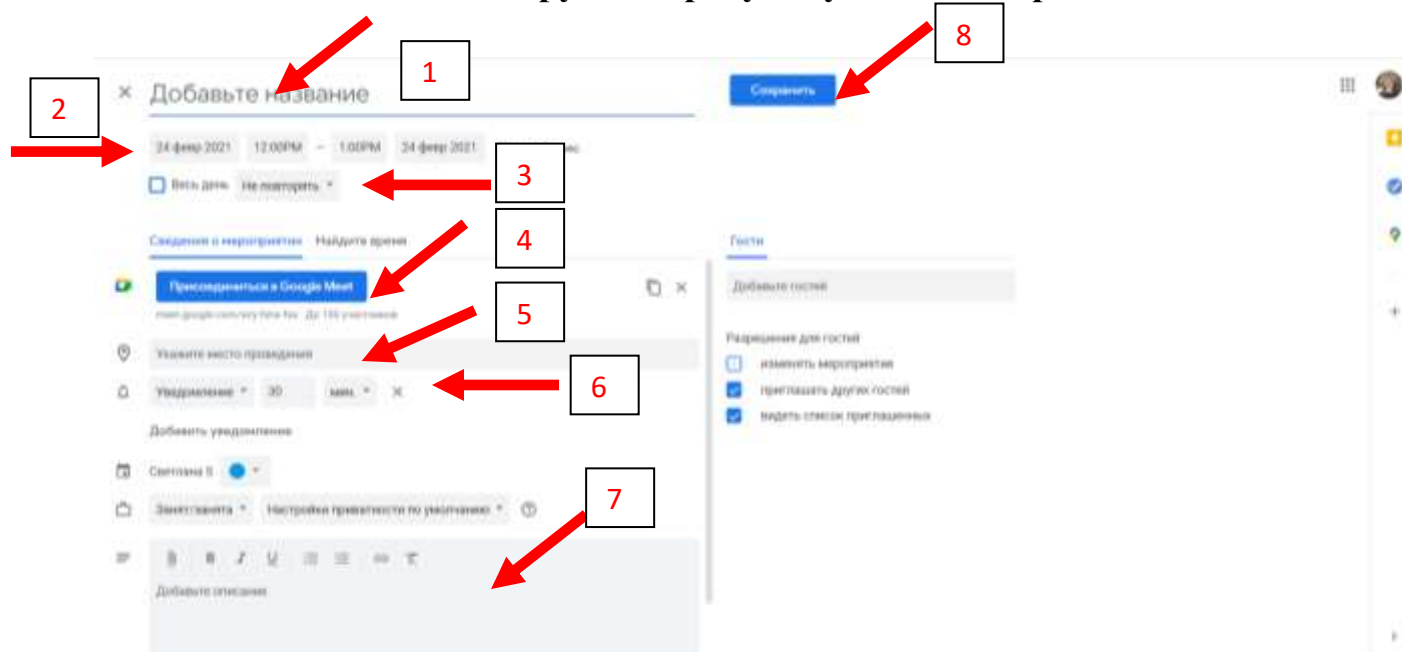 8
1
2
Добавьте название
Сохранить
24 февр 2021 12:00PM – 1:00PM 24 февр 2021
Весь день Не повторять
3
4
Сведения о мероприятии Найдите время
Гости
Присоединиться в Google Meet
Добавьте гостей
5
Укажите место проведения
Разрешения для гостей
изменять мероприятие
6
Уведомление 30 мин.
приглашать других гостей
видеть список приглашенных
Добавить уведомление
Светлана S
7
Настройки приватности по умолчанию
B I U
Добавьте описание